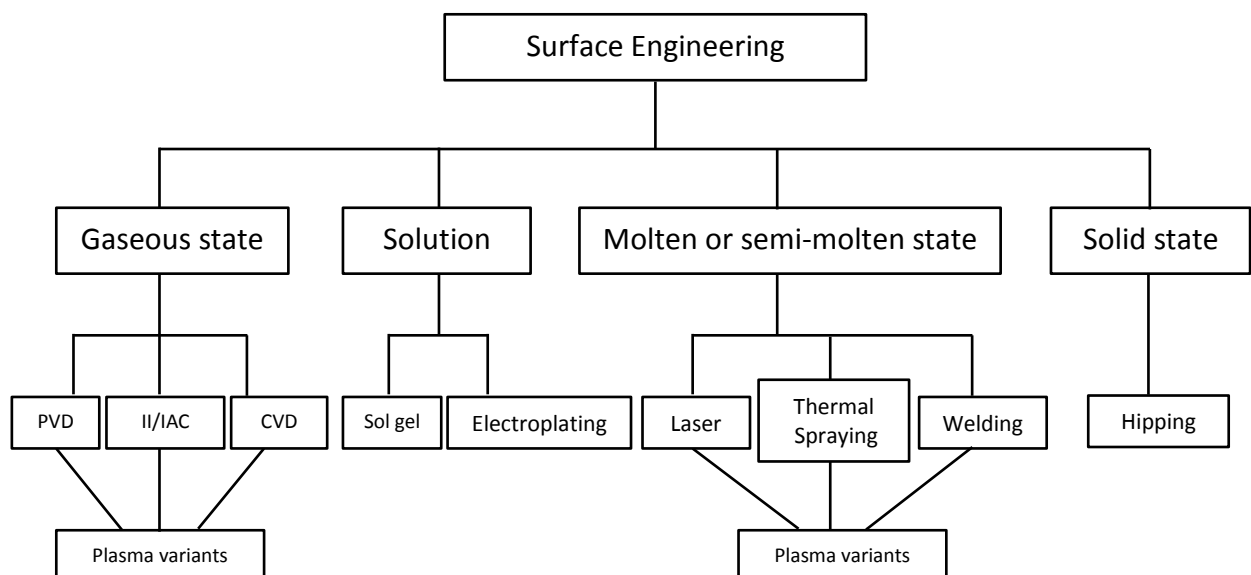 Surface Engineering
Gaseous state
Solution
Molten or semi-molten state
Solid state
PVD
II/IAC
CVD
Sol gel
Electroplating
Laser
Thermal
Spraying
Welding
Hipping
Plasma variants
Plasma variants